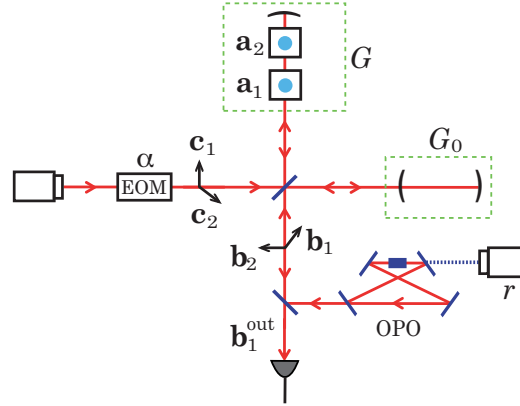 a₂
G
a₁
G₀
α
c₁
EOM
c₂
b₁
b₂
r
OPO
b₁ᵒᵘᵗ